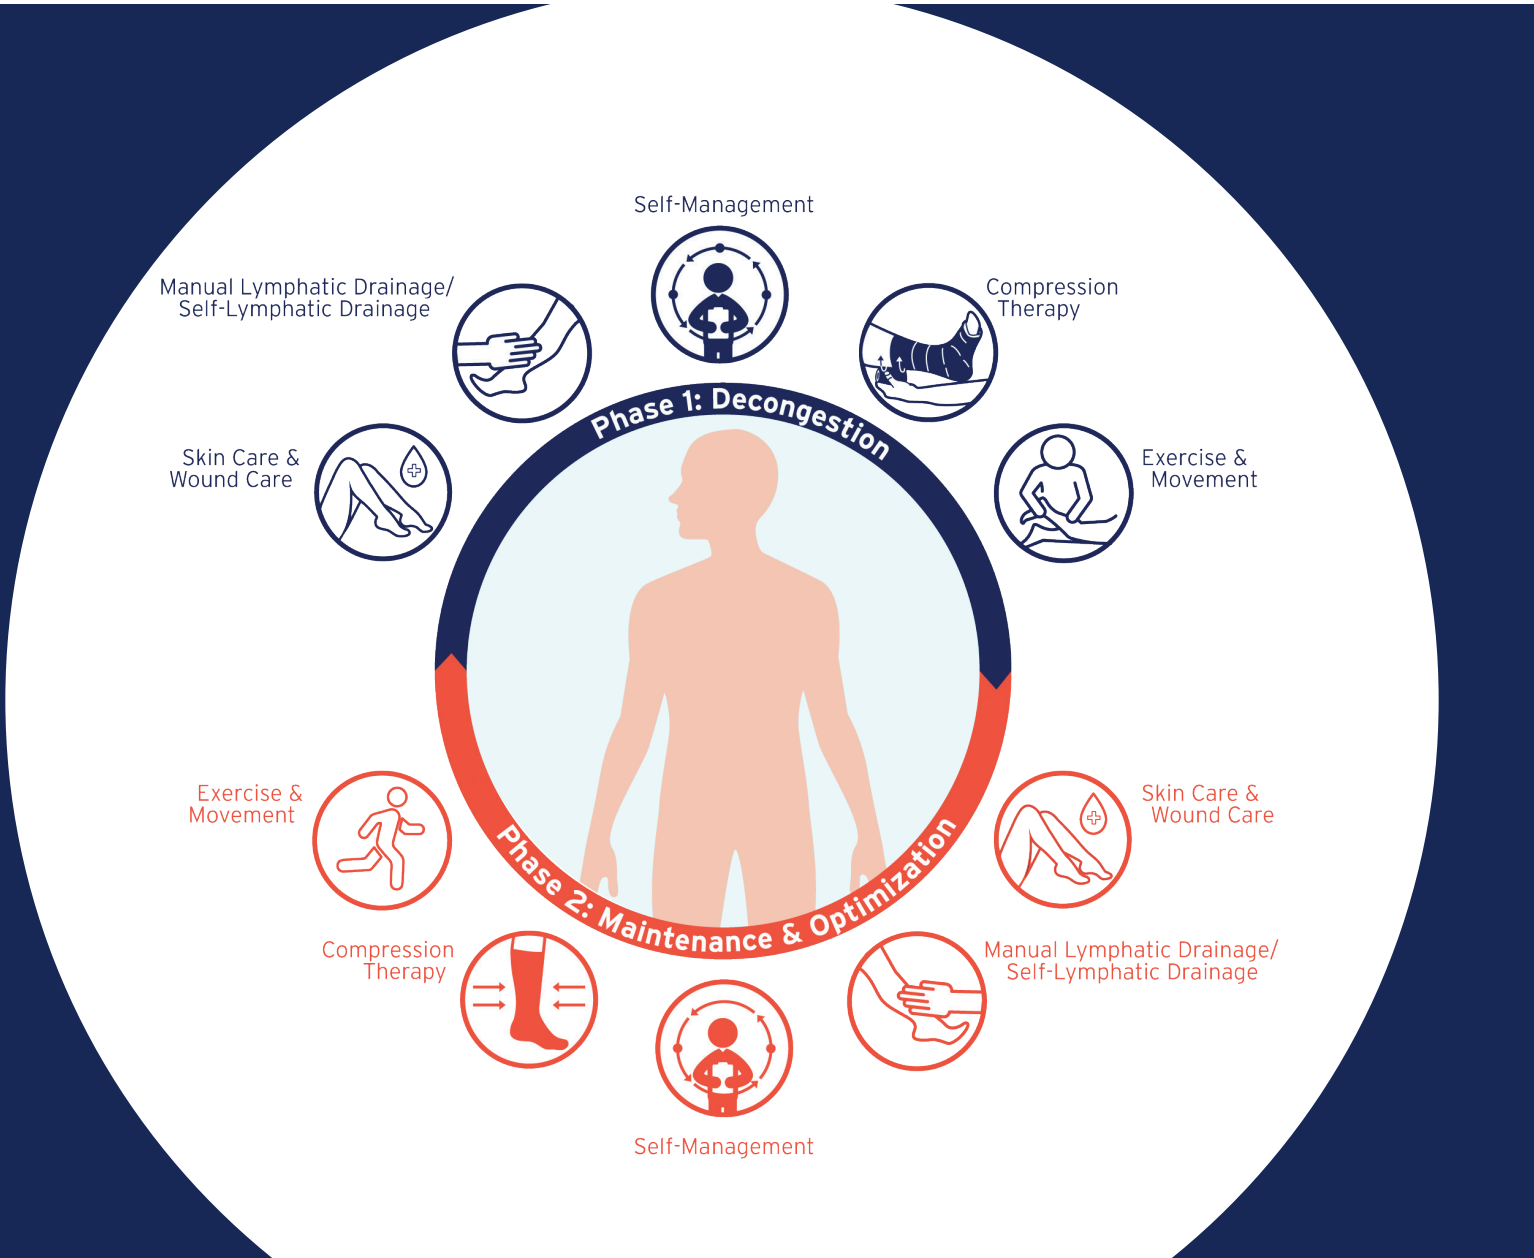 Self-Management
Manual Lymphatic Drainage/
Self-Lymphatic Drainage
Compression
Therapy
Skin Care &
Wound Care
Exercise &
Movement
Phase 1: Decongestion
Phase 2: Maintenance & Optimization
Exercise &
Movement
Skin Care &
Wound Care
Compression
Therapy
Manual Lymphatic Drainage/
Self-Lymphatic Drainage
Self-Management